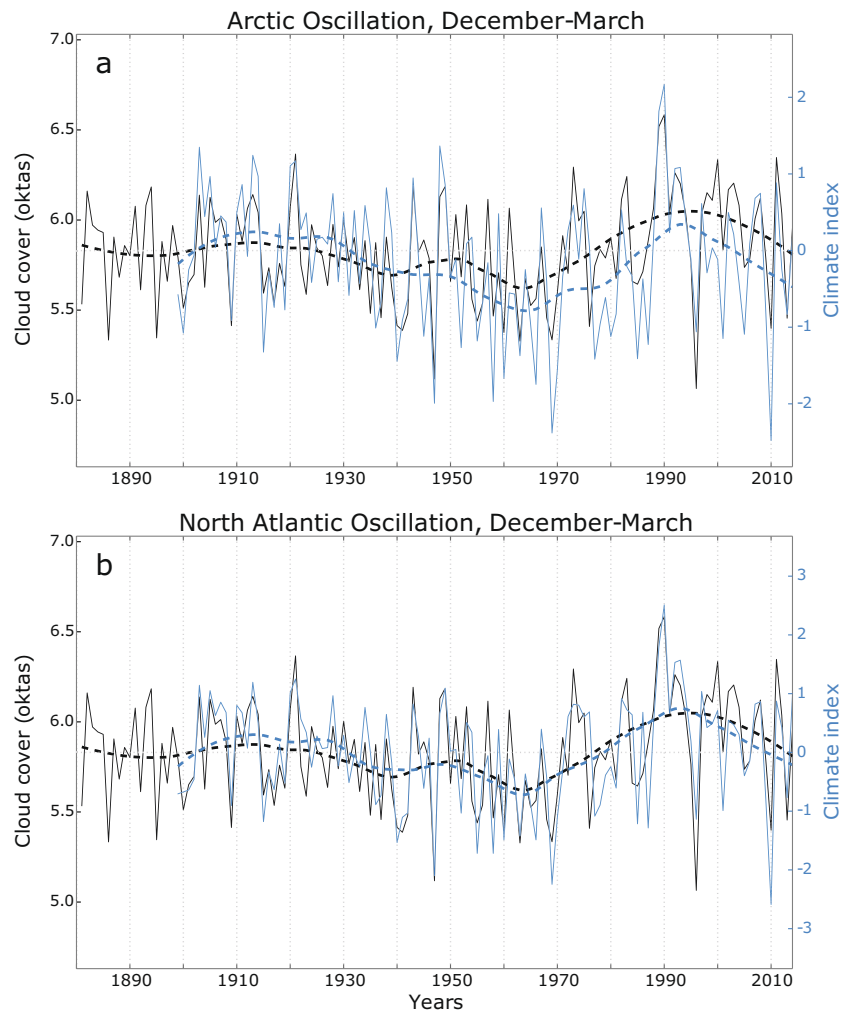 Arctic Oscillation, December-March
a
7.0
6.5
6.0
5.5
5.0
Cloud cover (oktas)
2
1
0
-1
-2
Climate index
1890 1910 1930 1950 1970 1990 2010
North Atlantic Oscillation, December-March
b
7.0
6.5
6.0
5.5
5.0
Cloud cover (oktas)
3
2
1
0
-1
-2
-3
Climate index
1890 1910 1930 1950 1970 1990 2010
Years